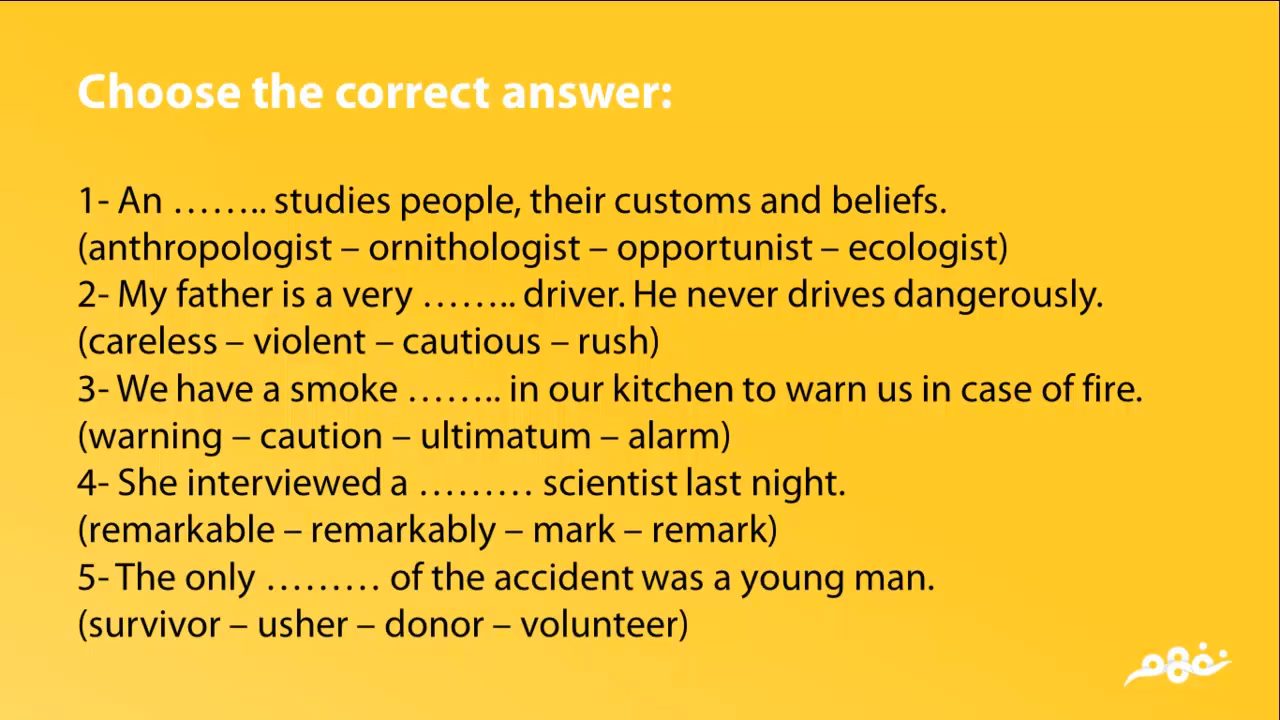 Choose the correct answer:
1- An …….. studies people, their customs and beliefs.
(anthropologist – ornithologist – opportunist – ecologist)
2- My father is a very …….. driver. He never drives dangerously.
(careless – violent – cautious – rush)
3- We have a smoke …….. in our kitchen to warn us in case of fire.
(warning – caution – ultimatum – alarm)
4- She interviewed a ……… scientist last night.
(remarkable – remarkably – mark – remark)
5- The only ……… of the accident was a young man.
(survivor – usher – donor – volunteer)
نفهم